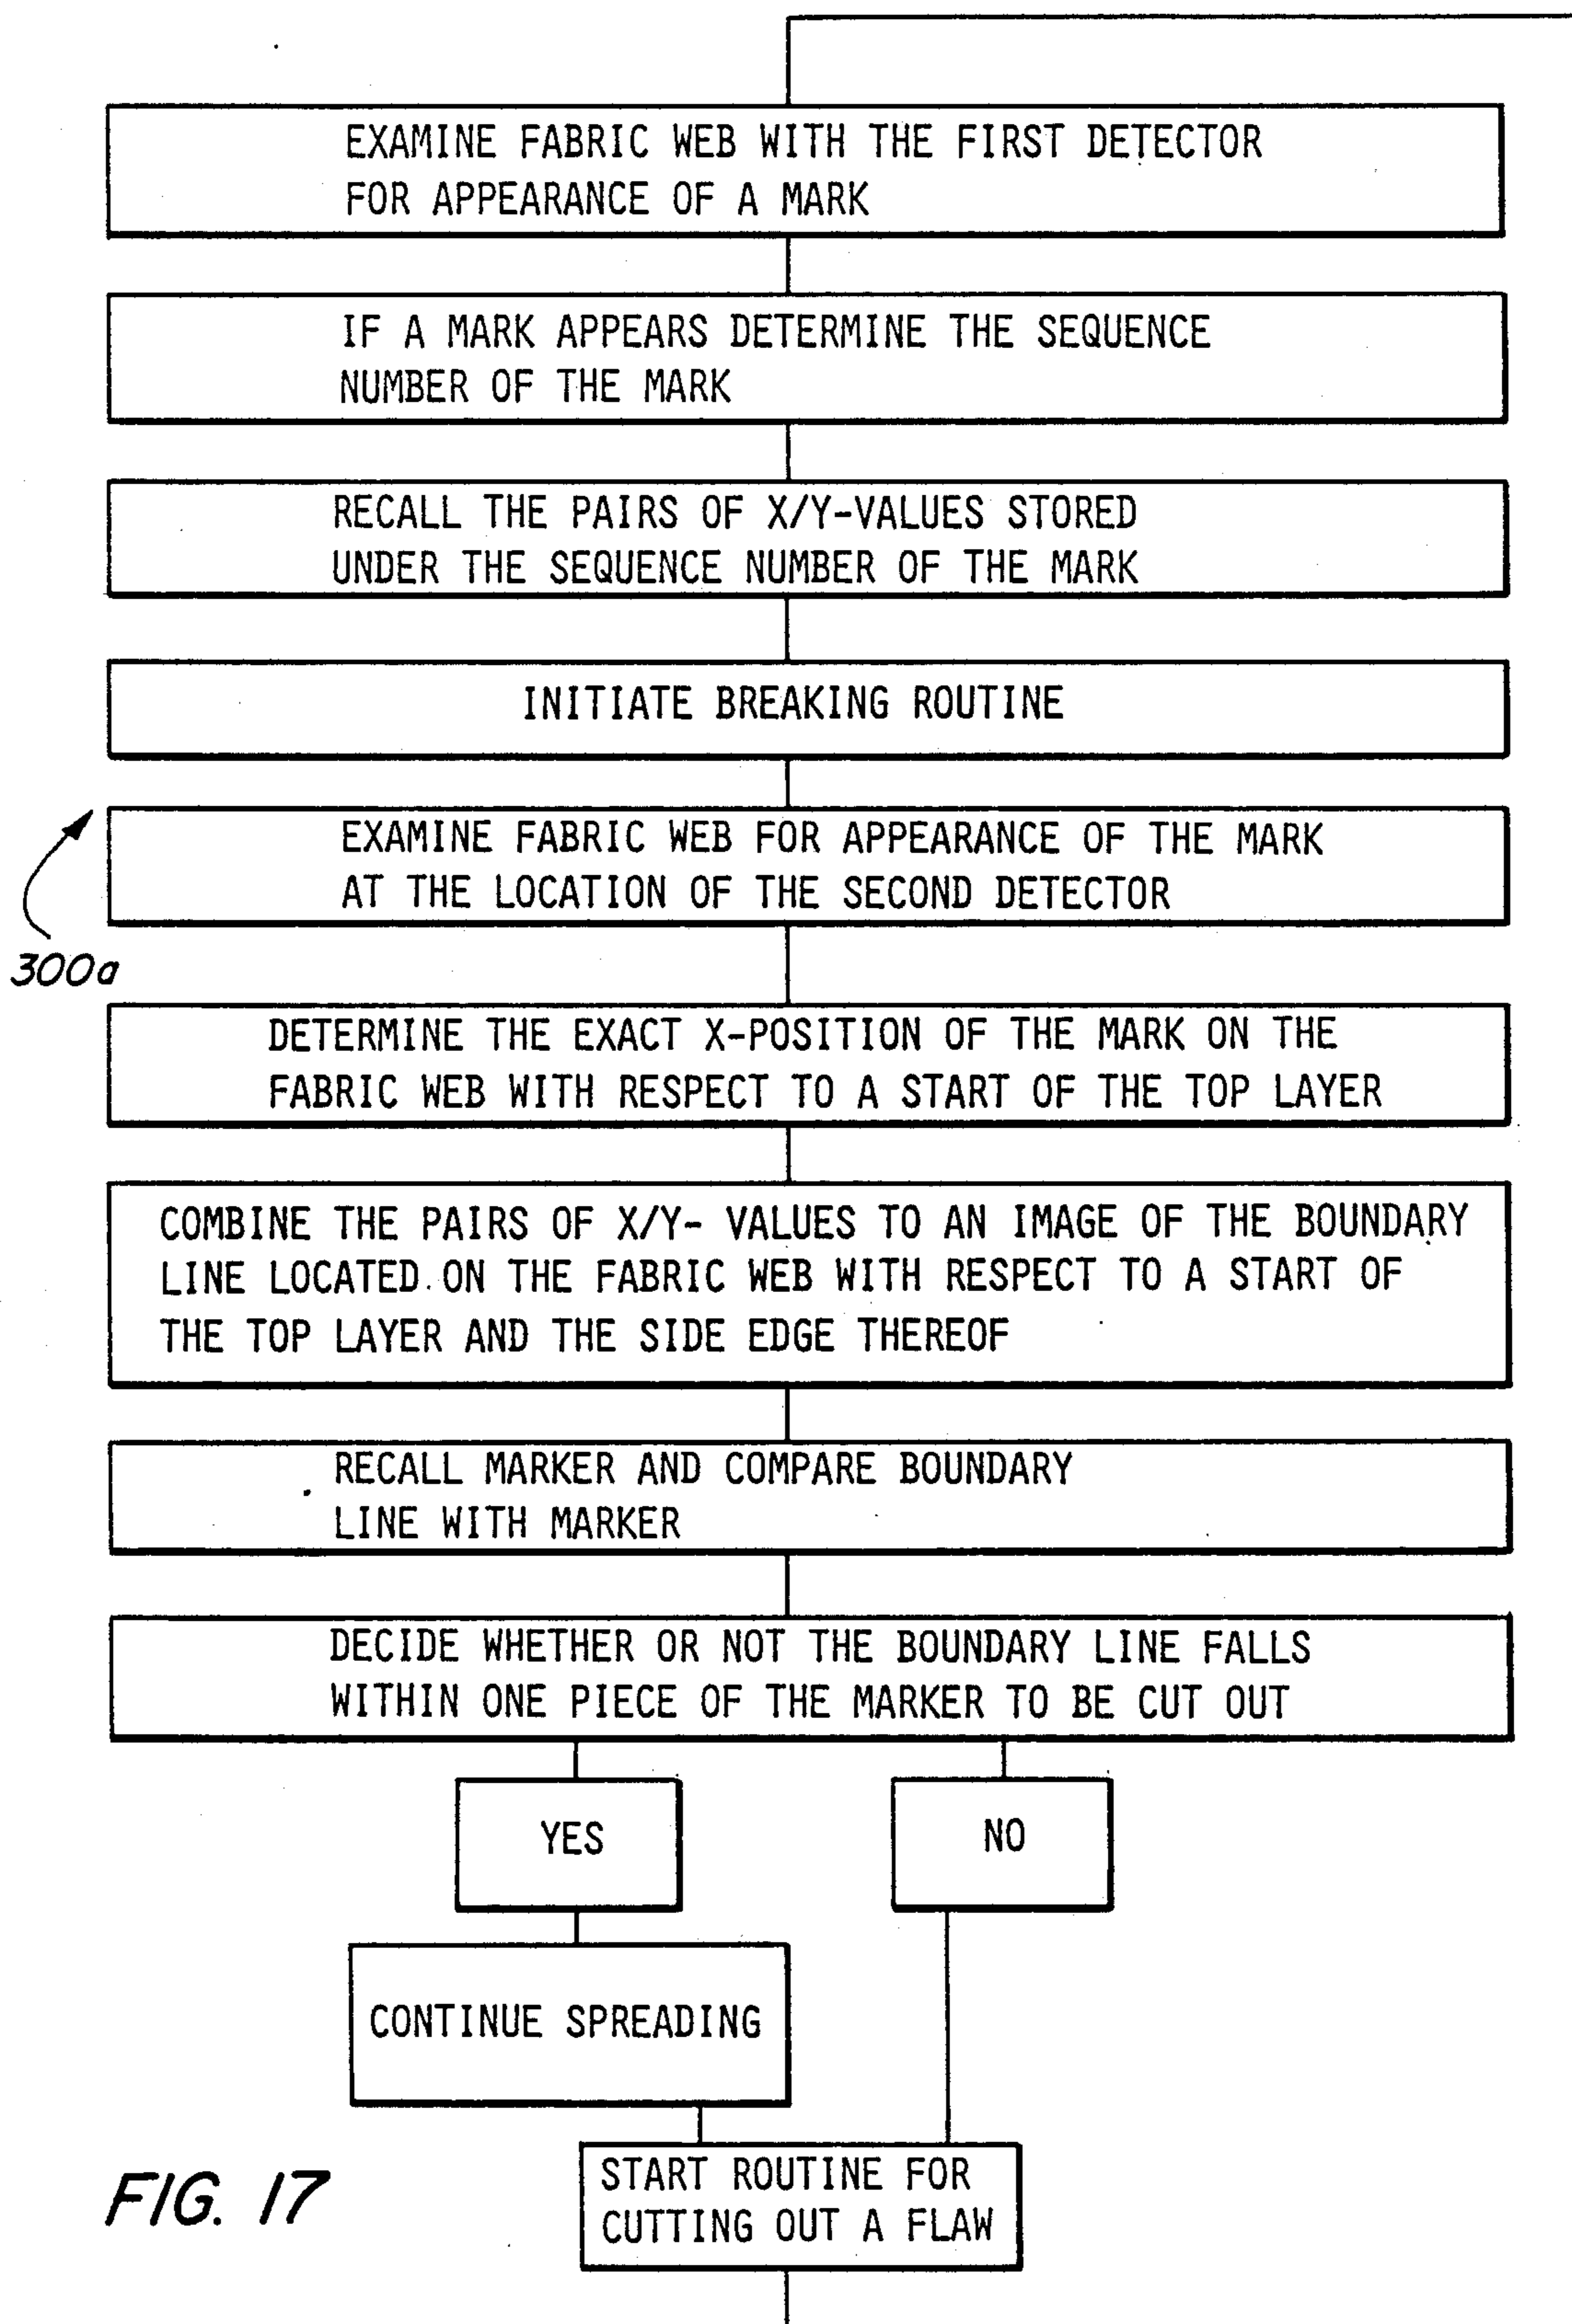 EXAMINE FABRIC WEB WITH THE FIRST DETECTOR
FOR APPEARANCE OF A MARK
IF A MARK APPEARS DETERMINE THE SEQUENCE
NUMBER OF THE MARK
RECALL THE PAIRS OF X/Y-VALUES STORED
UNDER THE SEQUENCE NUMBER OF THE MARK
INITIATE BREAKING ROUTINE
EXAMINE FABRIC WEB FOR APPEARANCE OF THE MARK
AT THE LOCATION OF THE SECOND DETECTOR
300a
DETERMINE THE EXACT X-POSITION OF THE MARK ON THE
FABRIC WEB WITH RESPECT TO A START OF THE TOP LAYER
COMBINE THE PAIRS OF X/Y- VALUES TO AN IMAGE OF THE BOUNDARY
LINE LOCATED ON THE FABRIC WEB WITH RESPECT TO A START OF
THE TOP LAYER AND THE SIDE EDGE THEREOF
RECALL MARKER AND COMPARE BOUNDARY
LINE WITH MARKER
DECIDE WHETHER OR NOT THE BOUNDARY LINE FALLS
WITHIN ONE PIECE OF THE MARKER TO BE CUT OUT
YES
NO
CONTINUE SPREADING
START ROUTINE FOR
CUTTING OUT A FLAW
FIG. 17